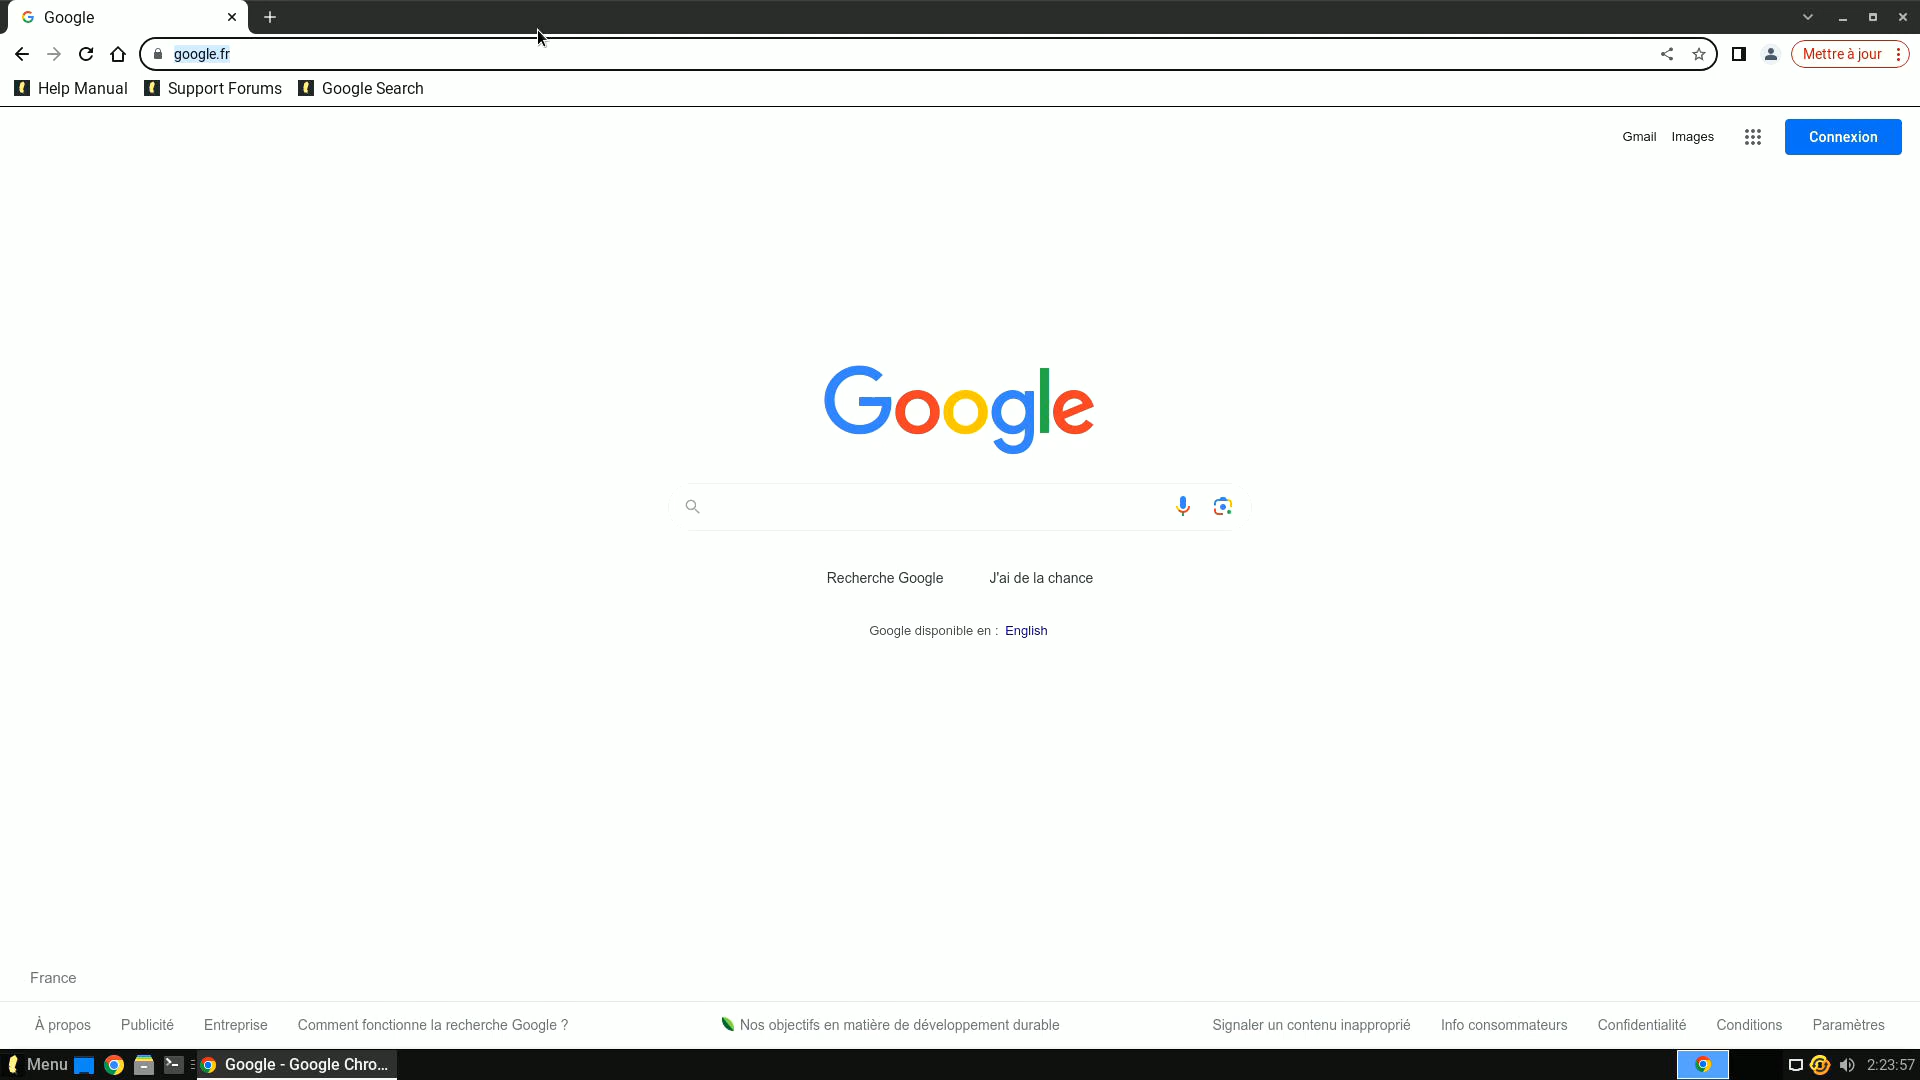 Google
google.fr
Mettre à jour
Help Manual
Support Forums
Google Search
Gmail
Images
Connexion
Google
Recherche Google
J'ai de la chance
Google disponible en : English
France
À propos
Publicité
Entreprise
Comment fonctionne la recherche Google ?
Nos objectifs en matière de développement durable
Signaler un contenu inapproprié
Info consommateurs
Confidentialité
Conditions
Paramètres
Menu
Google - Google Chro...
2:23:57